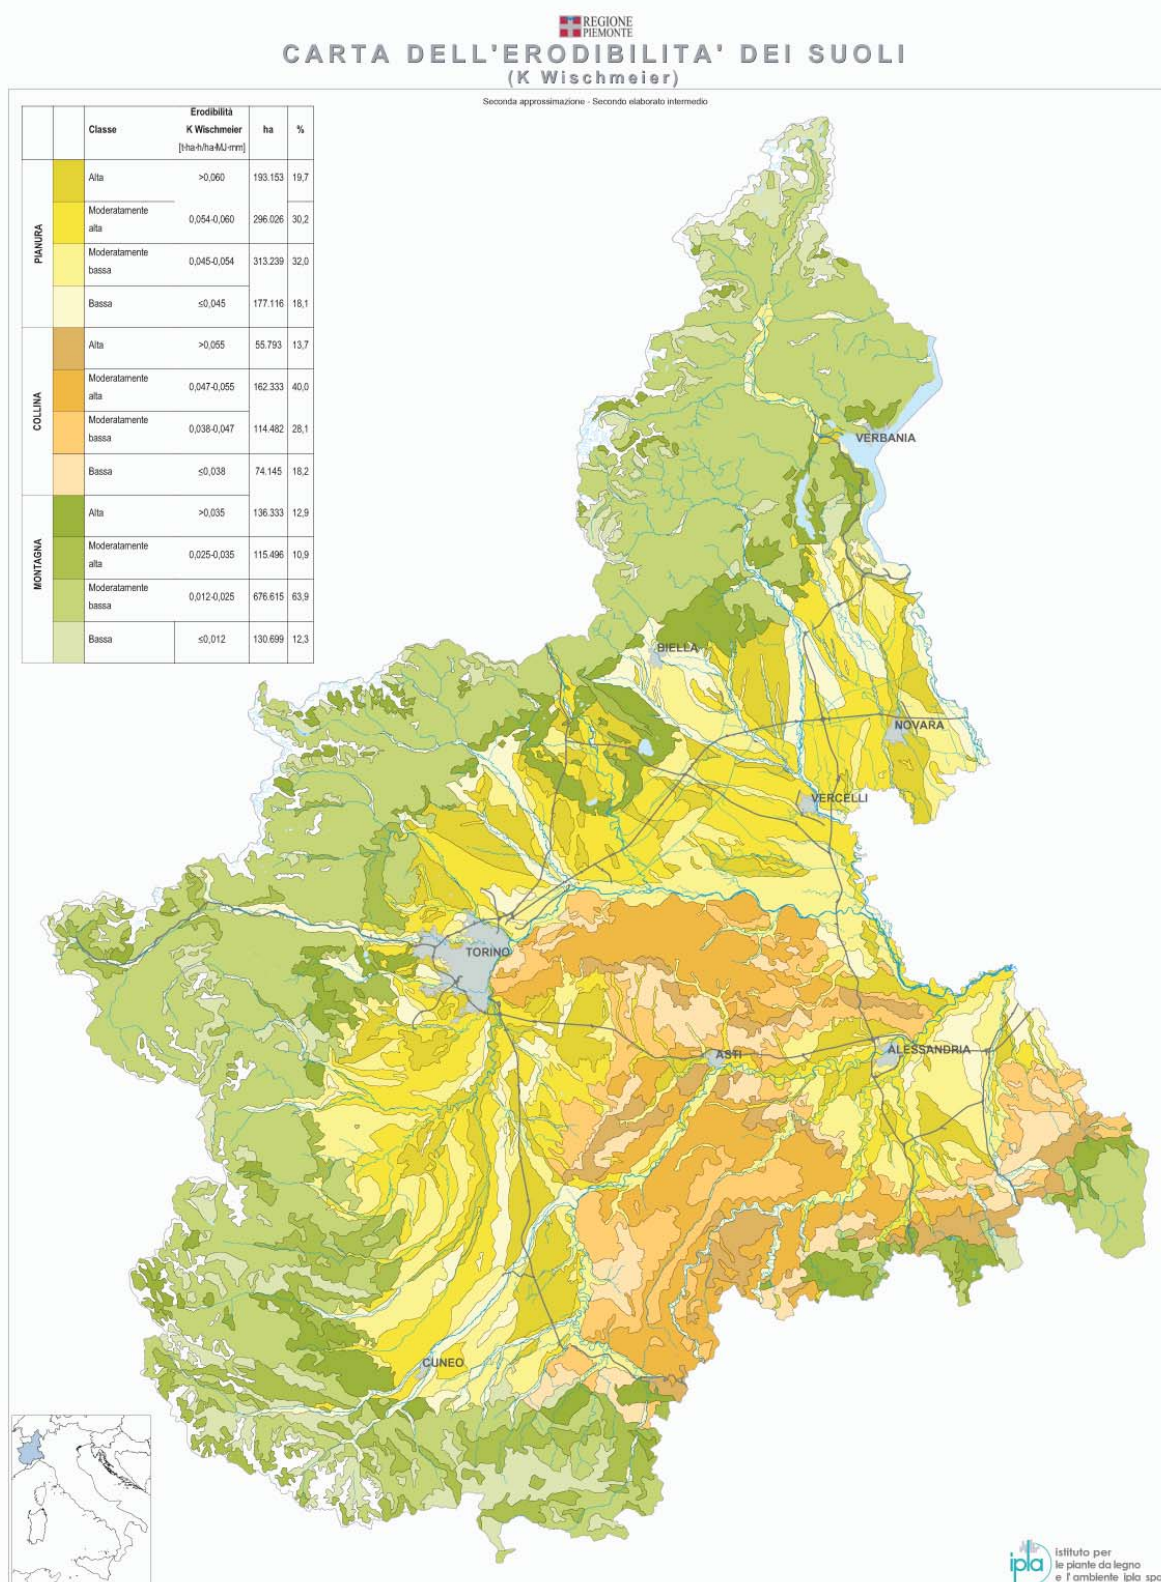 REGIONE
PIEMONTE
CARTA DELL'ERODIBILITA' DEI SUOLI
(K Wischmeier)
Seconda approssimazione - Secondo elaborato intermedio
Classe Erodibilità K Wischmeier [t·ha·h/ha·MJ·mm] ha %
PIANURA
Alta >0,060 193.153 19,7
Moderatamente alta 0,054-0,060 296.026 30,2
Moderatamente bassa 0,045-0,054 313.239 32,0
Bassa ≤0,045 177.116 18,1
COLLINA
Alta >0,055 55.793 13,7
Moderatamente alta 0,047-0,055 162.333 40,0
Moderatamente bassa 0,038-0,047 114.482 28,1
Bassa ≤0,038 74.145 18,2
MONTAGNA
Alta >0,035 136.333 12,9
Moderatamente alta 0,025-0,035 115.496 10,9
Moderatamente bassa 0,012-0,025 676.615 63,9
Bassa ≤0,012 130.699 12,3
VERBANIA
BIELLA
NOVARA
VERCELLI
TORINO
ASTI
ALESSANDRIA
CUNEO
ipla
istituto per
le piante da legno
e l'ambiente ipla spa